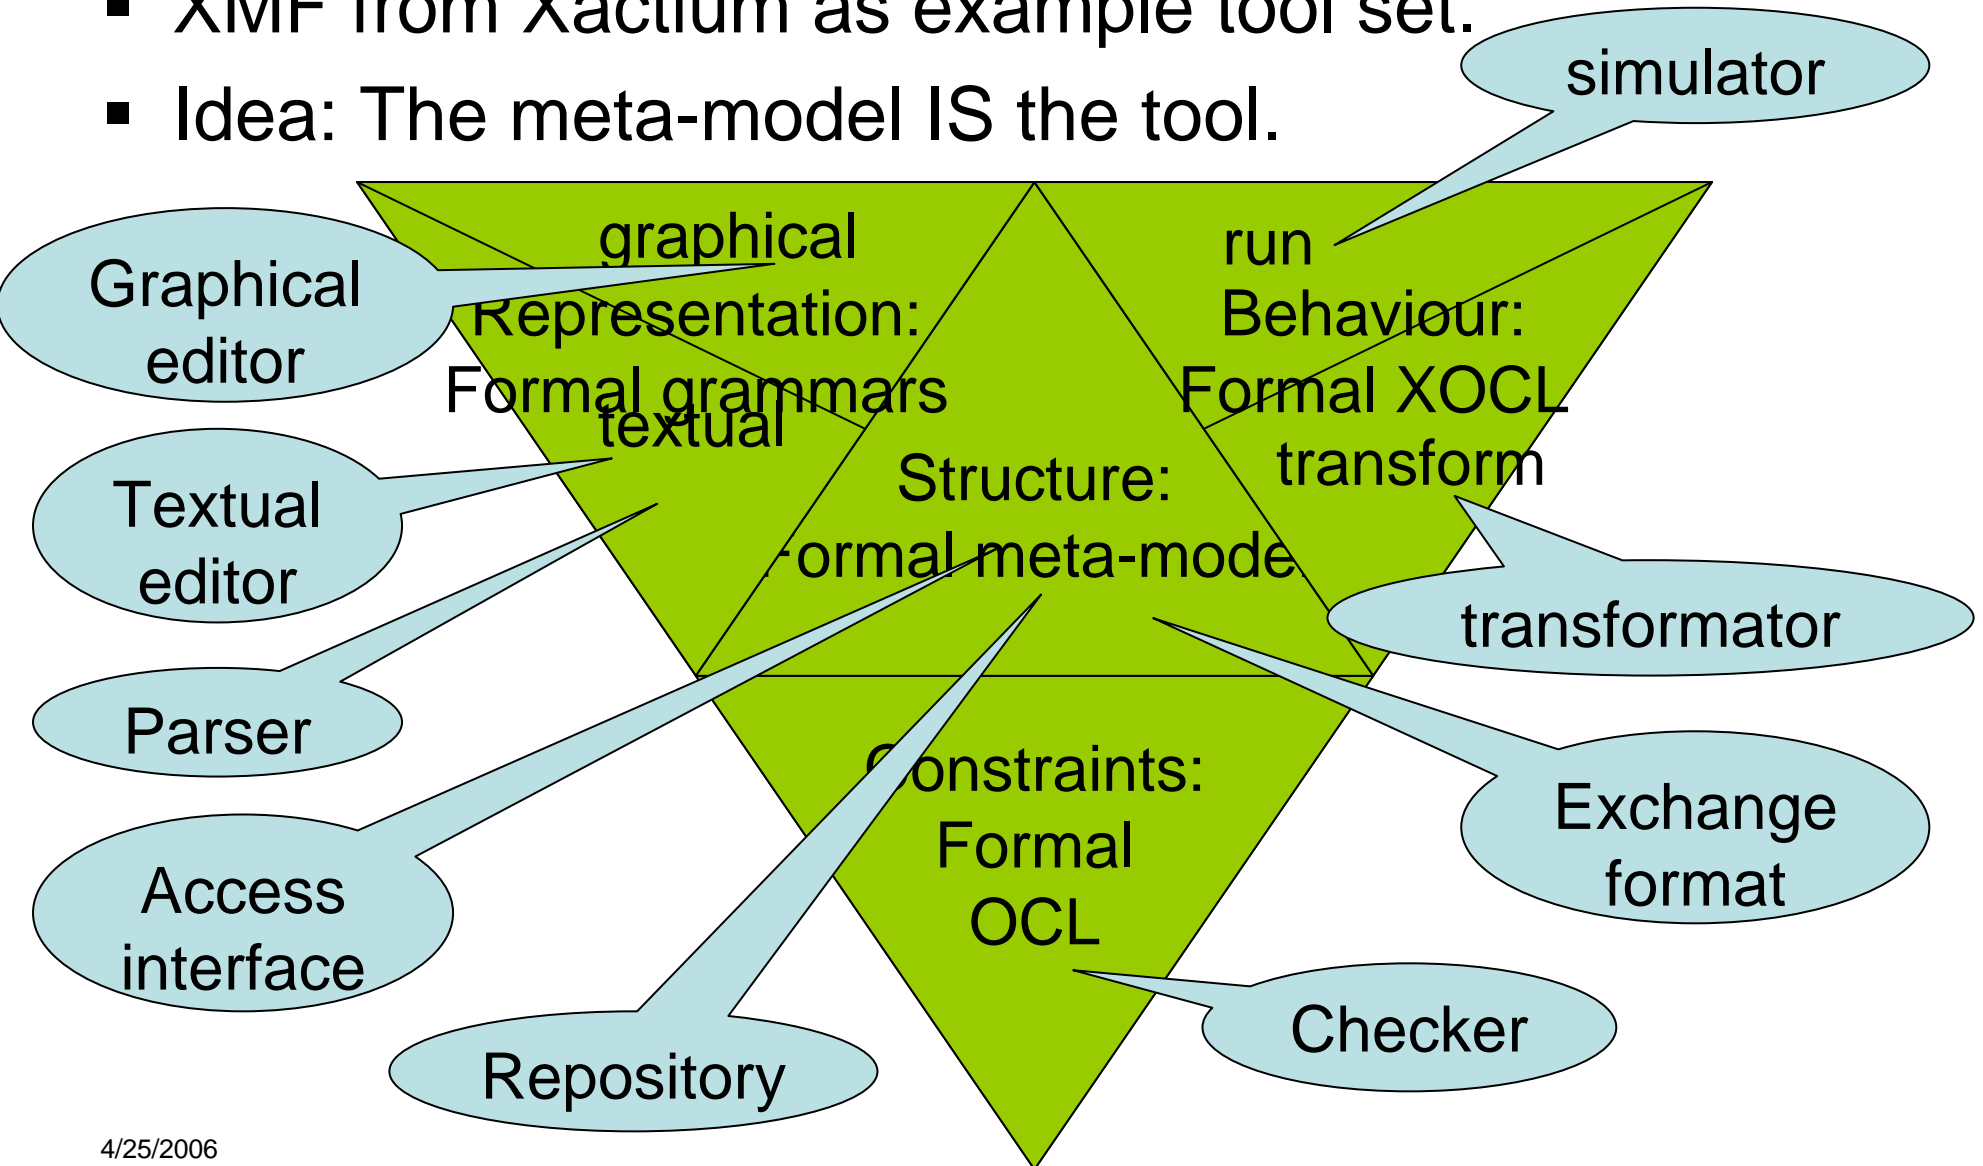 ▪ XMF from Xactium as example tool set.
▪ Idea: The meta-model IS the tool.
simulator
graphical
run
Graphical
editor
Representation:
Formal grammars
textual
Behaviour:
Formal XOCL
transform
Structure:
Formal meta-model
Textual
editor
transformator
Parser
Constraints:
Formal
OCL
Exchange
format
Access
interface
Checker
Repository
4/25/2006